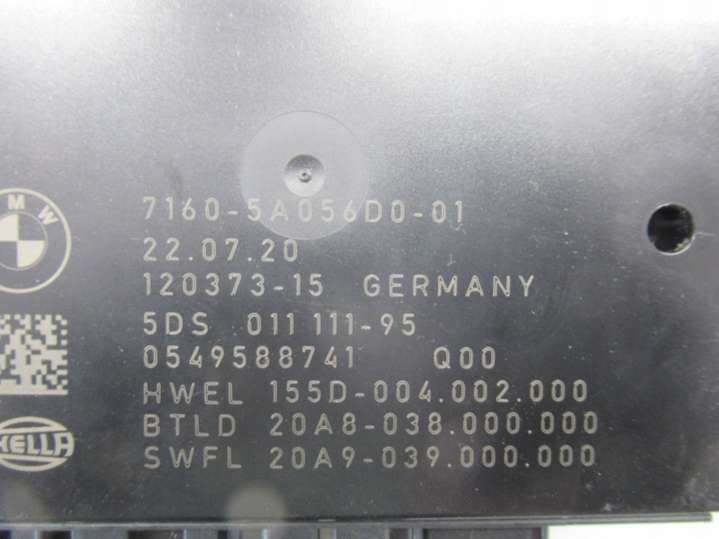 7160-5A056D0-01
BMW
22.07.20
120373-15 GERMANY
5DS 011 111-95
0549588741 Q00
HWEL 155D-004.002.000
BTLD 20A8-038.000.000
HELLA
SWFL 20A9-039.000.000